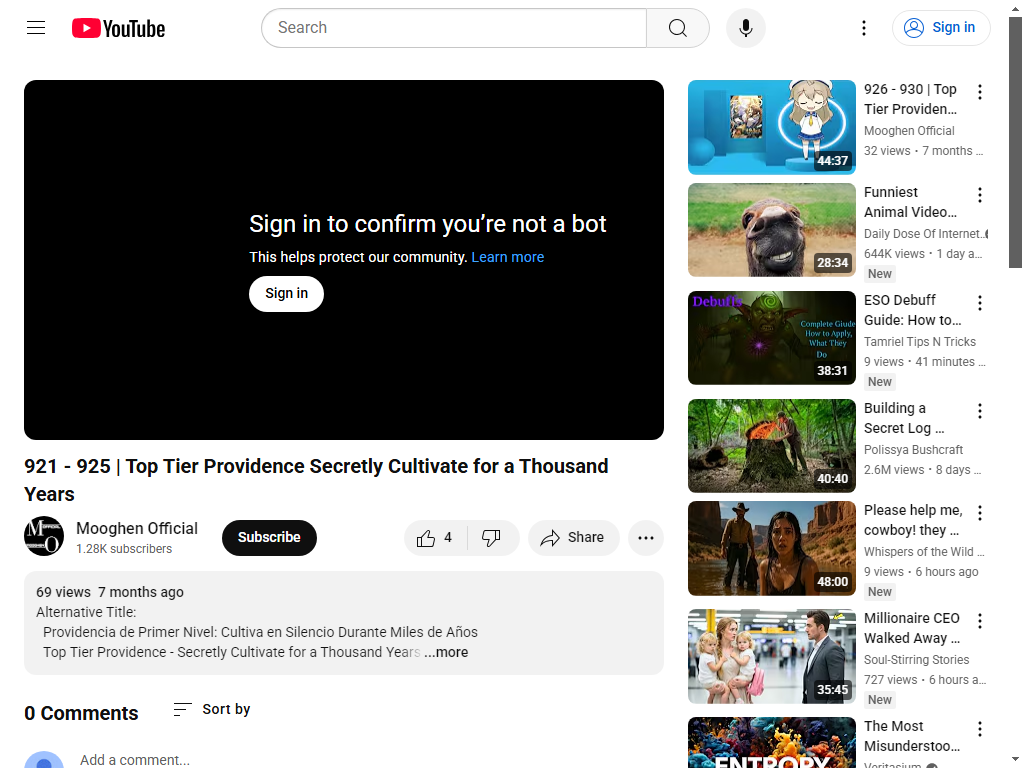 YouTube
Search
Sign in
Sign in to confirm you're not a bot
This helps protect our community. Learn more
Sign in
921 - 925 | Top Tier Providence Secretly Cultivate for a Thousand
Years
Mooghen Official
1.28K subscribers
Subscribe
4
Share
69 views 7 months ago
Alternative Title:
Providencia de Primer Nivel: Cultiva en Silencio Durante Miles de Años
Top Tier Providence - Secretly Cultivate for a Thousand Years ...more
0 Comments
Sort by
Add a comment...
44:37
926 - 930 | Top
Tier Providen...
Mooghen Official
32 views • 7 months ...
28:34
Funniest
Animal Video...
Daily Dose Of Internet.
644K views • 1 day a...
New
Debuffs
Complete Giude
How to Apply,
What They
Do
38:31
ESO Debuff
Guide: How to...
Tamriel Tips N Tricks
9 views • 41 minutes ...
New
40:40
Building a
Secret Log ...
Polissya Bushcraft
2.6M views • 8 days ...
48:00
Please help me,
cowboy! they ...
Whispers of the Wild ...
9 views • 6 hours ago
New
35:45
Millionaire CEO
Walked Away ...
Soul-Stirring Stories
727 views • 6 hours a...
New
ENTROPY
The Most
Misunderstoo...
Veritasium